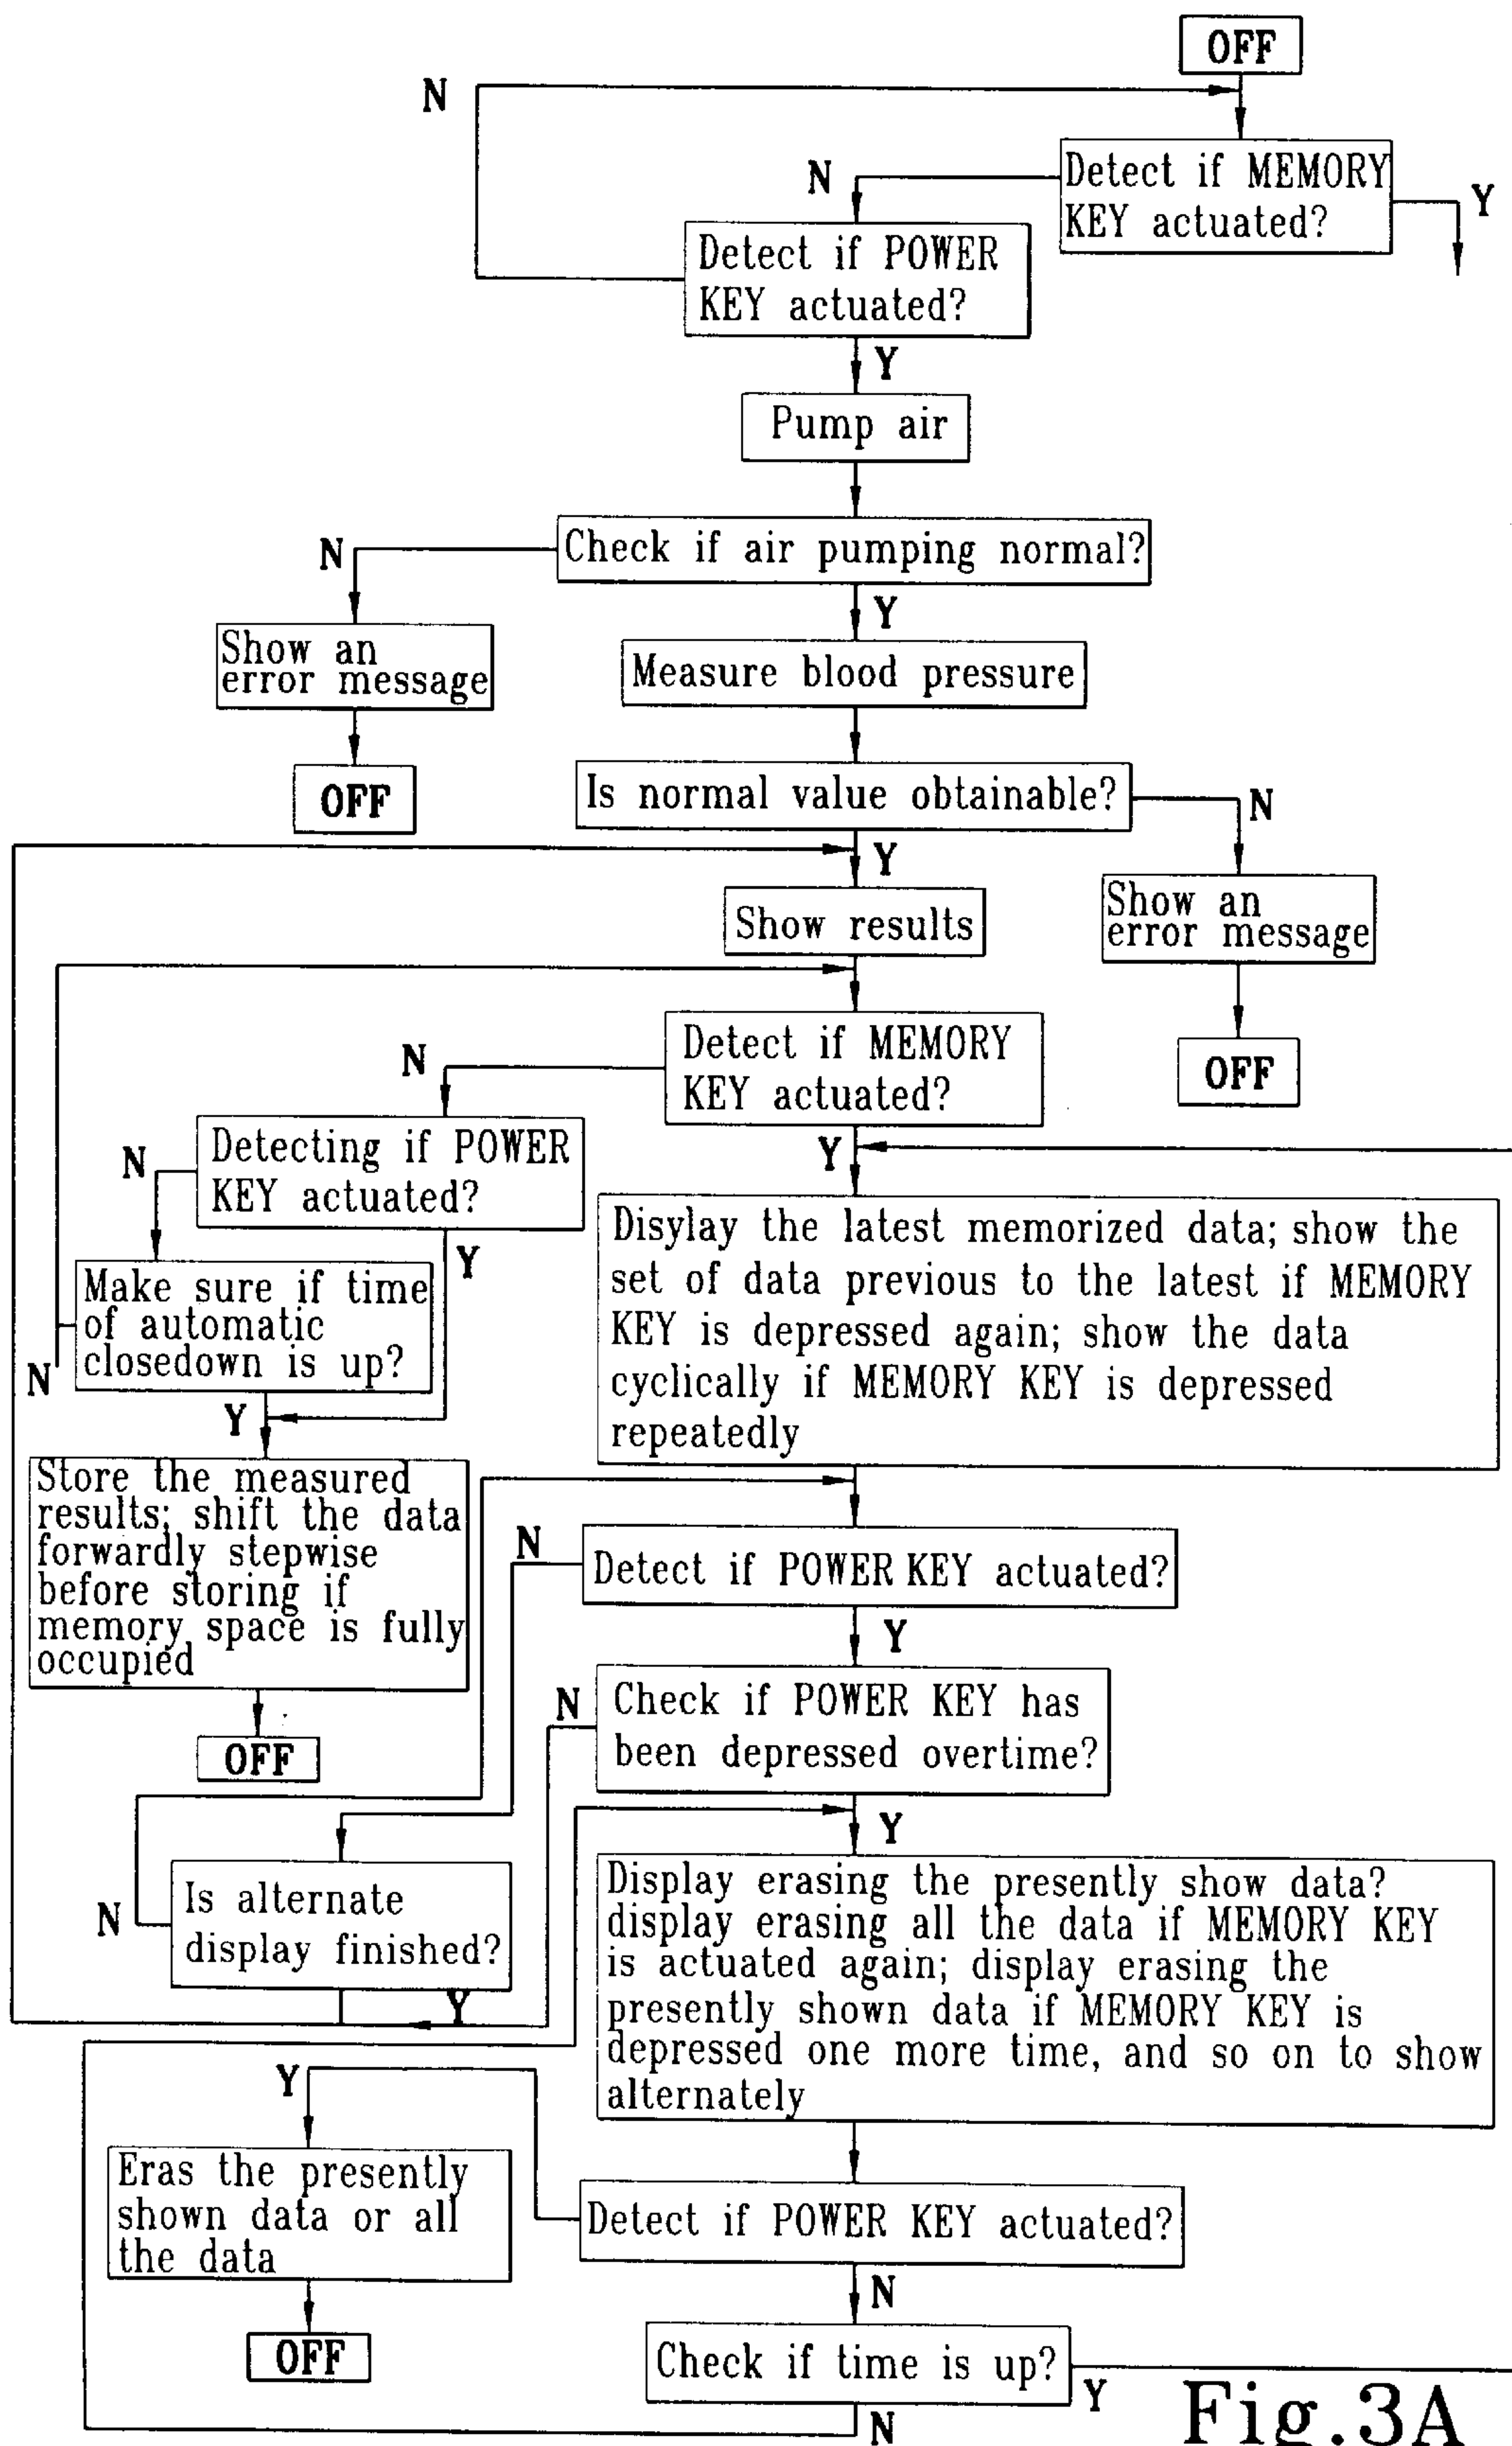 OFF
N
Detect if MEMORY
KEY actuated?
Y
N
Detect if POWER
KEY actuated?
Y
Pump air
Check if air pumping normal?
N
Y
Show an
error message
OFF
Measure blood pressure
Is normal value obtainable?
N
Y
Show results
Show an
error message
OFF
Detect if MEMORY
KEY actuated?
N
Y
Detecting if POWER
KEY actuated?
N
Y
Make sure if time
of automatic
closedown is up?
N
Y
Disylay the latest memorized data; show the
set of data previous to the latest if MEMORY
KEY is depressed again; show the data
cyclically if MEMORY KEY is depressed
repeatedly
Store the measured
results; shift the data
forwardly stepwise
before storing if
memory space is fully
occupied
OFF
Detect if POWER KEY actuated?
N
Y
Check if POWER KEY has
been depressed overtime?
N
Y
Is alternate
display finished?
N
Y
Display erasing the presently show data?
display erasing all the data if MEMORY KEY
is actuated again; display erasing the
presently shown data if MEMORY KEY is
depressed one more time, and so on to show
alternately
Y
Eras the presently
shown data or all
the data
OFF
Detect if POWER KEY actuated?
N
Check if time is up?
Y
N
Fig.3A